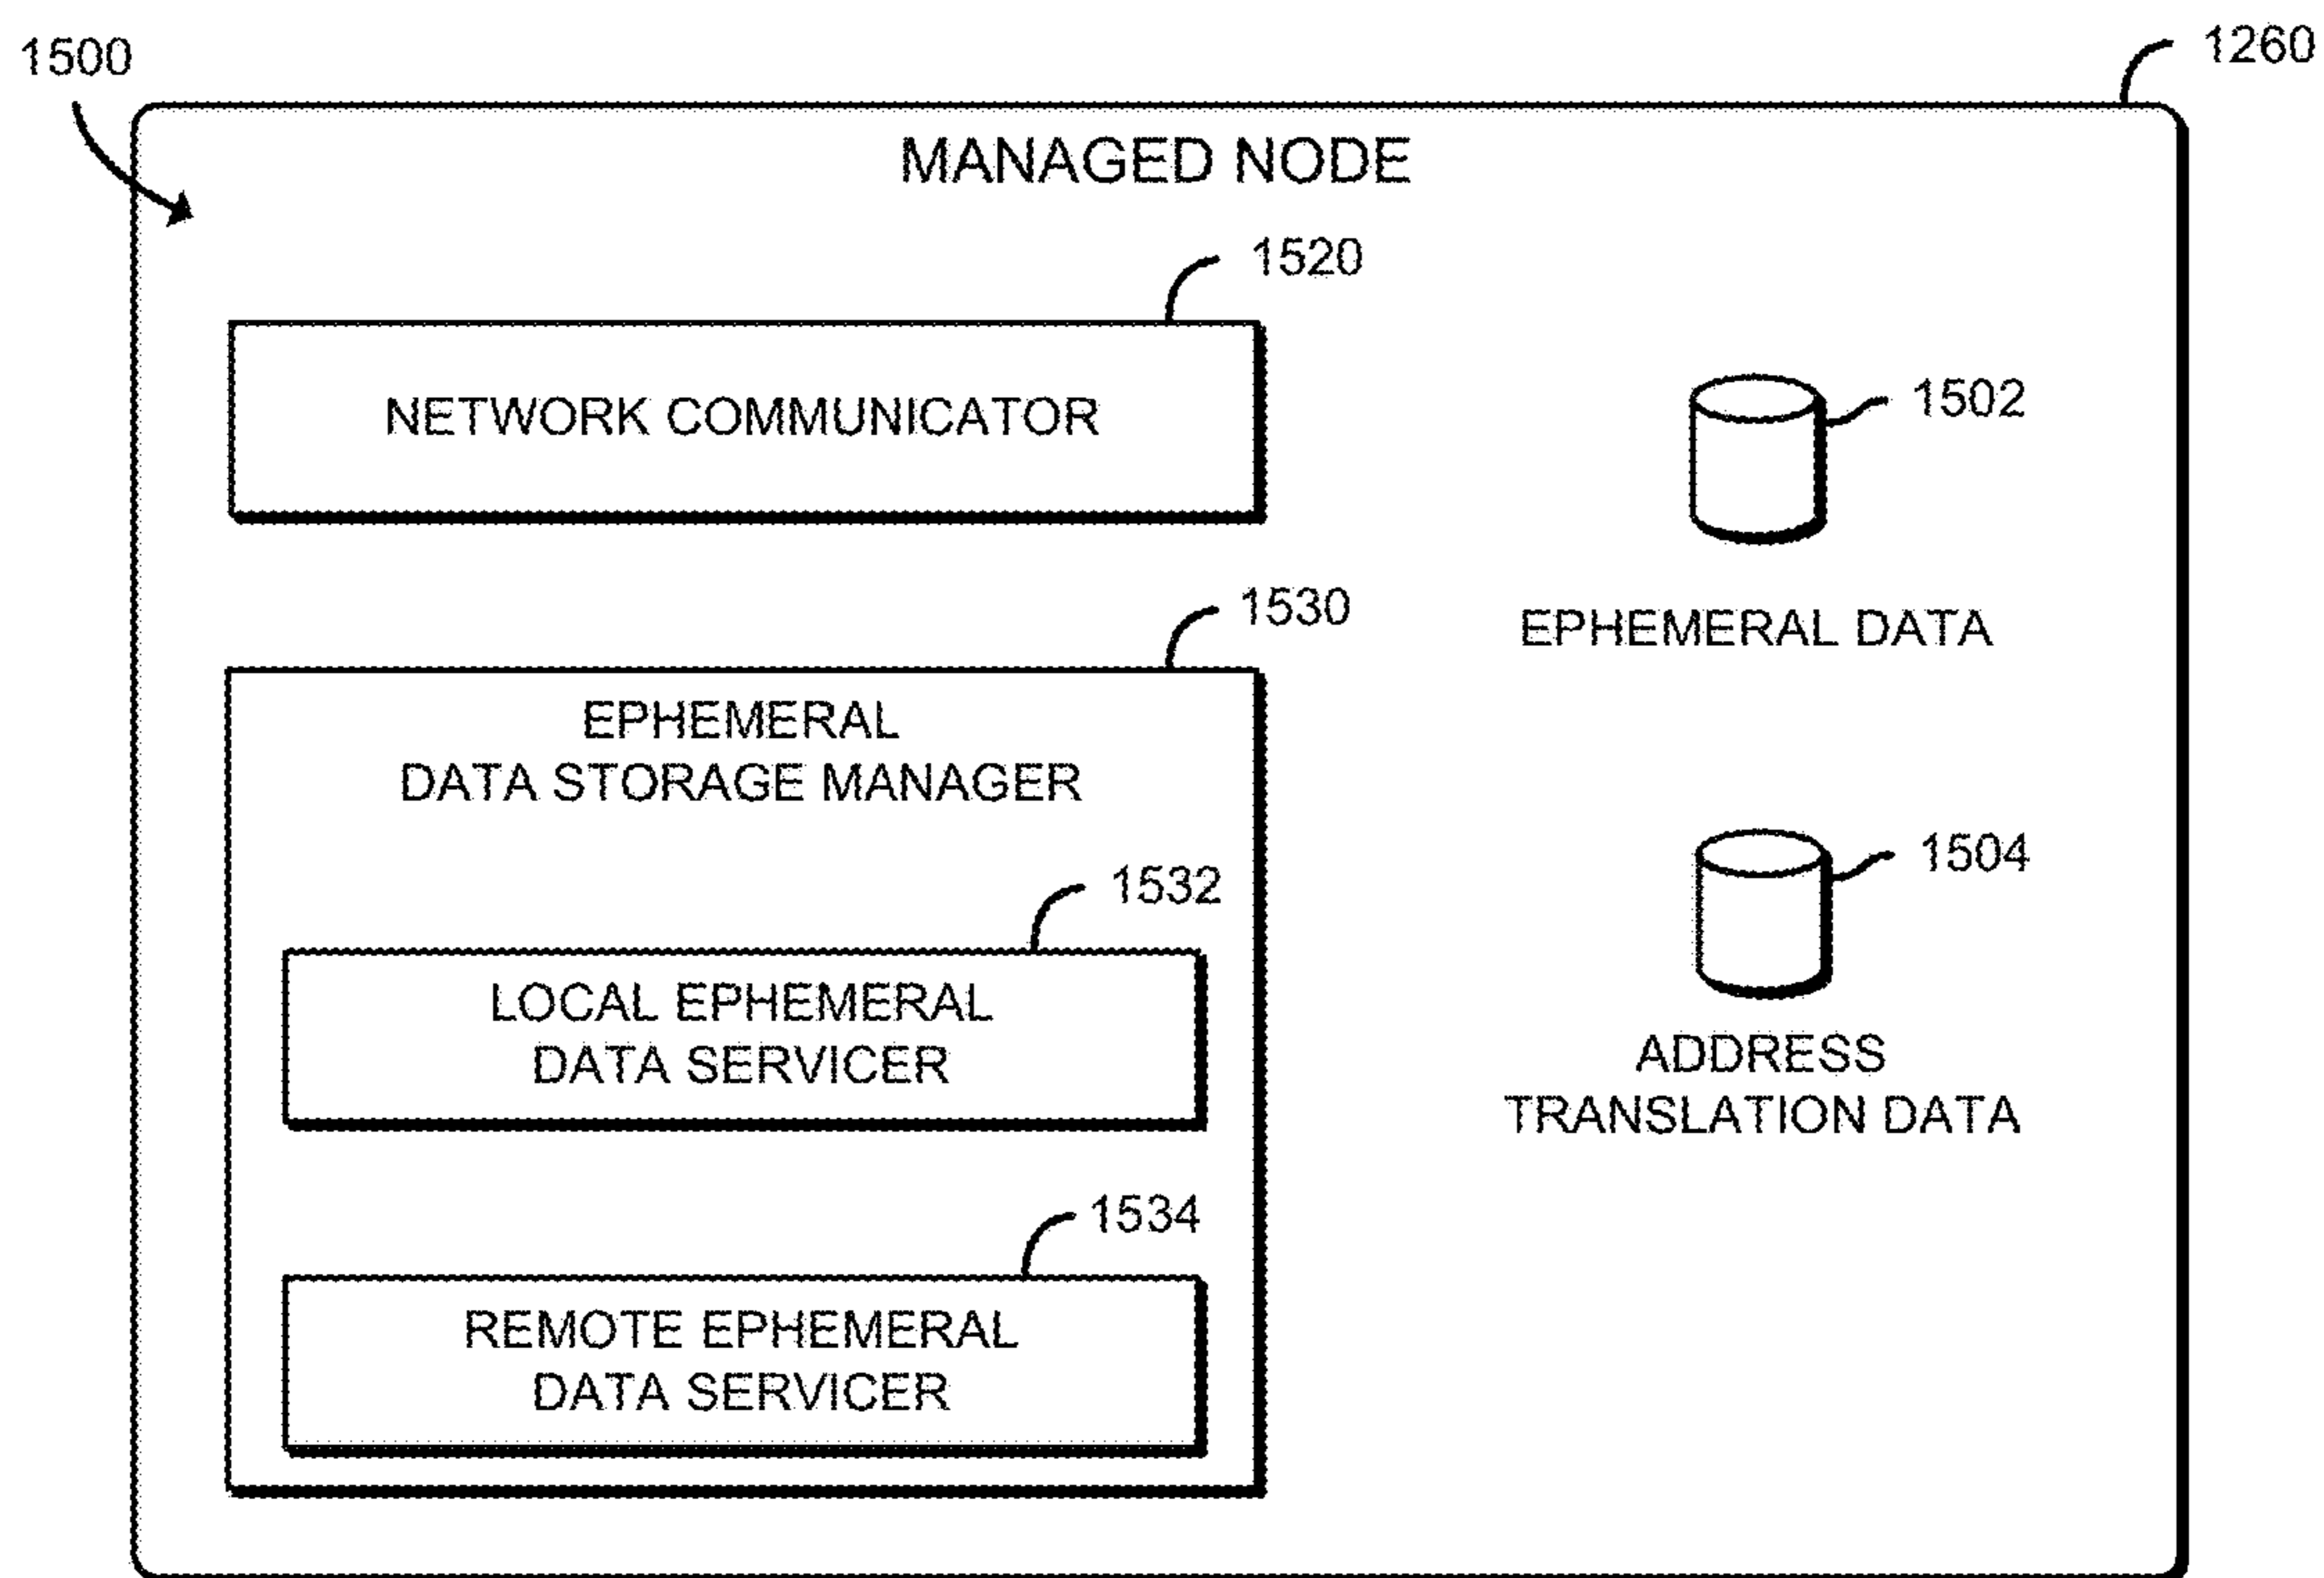 1500
1260
MANAGED NODE
1520
NETWORK COMMUNICATOR
1502
EPHEMERAL DATA
1530
EPHEMERAL
DATA STORAGE MANAGER
1532
LOCAL EPHEMERAL
DATA SERVICER
1504
ADDRESS
TRANSLATION DATA
1534
REMOTE EPHEMERAL
DATA SERVICER